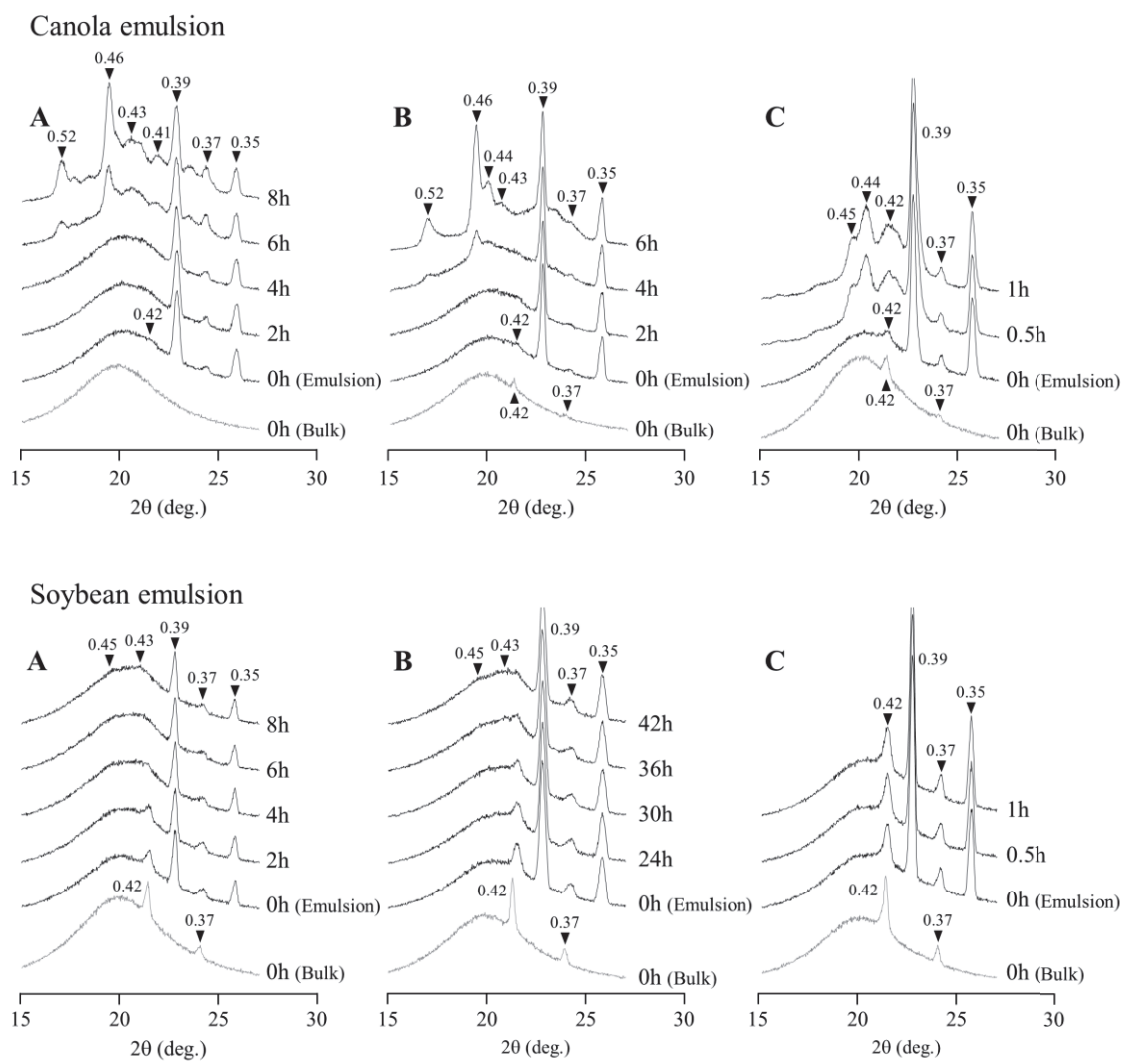 Canola emulsion
A
0.52
0.46
0.43
0.41
0.39
0.37
0.35
8h
6h
4h
2h
0.42
0h (Emulsion)
0h (Bulk)
15 20 25 30
2θ (deg.)
B
0.52
0.46
0.44
0.43
0.39
0.37
0.35
6h
4h
2h
0.42
0h (Emulsion)
0.42
0.37
0h (Bulk)
15 20 25 30
2θ (deg.)
C
0.45
0.44
0.42
0.39
0.37
0.35
1h
0.5h
0.42
0h (Emulsion)
0.42
0.37
0h (Bulk)
15 20 25 30
2θ (deg.)
Soybean emulsion
A
0.45
0.43
0.39
0.37
0.35
8h
6h
4h
2h
0h (Emulsion)
0.42
0.37
0h (Bulk)
15 20 25 30
2θ (deg.)
B
0.45
0.43
0.39
0.37
0.35
42h
36h
30h
24h
0h (Emulsion)
0.42
0.37
0h (Bulk)
15 20 25 30
2θ (deg.)
C
0.42
0.39
0.37
0.35
1h
0.5h
0h (Emulsion)
0.42
0.37
0h (Bulk)
15 20 25 30
2θ (deg.)